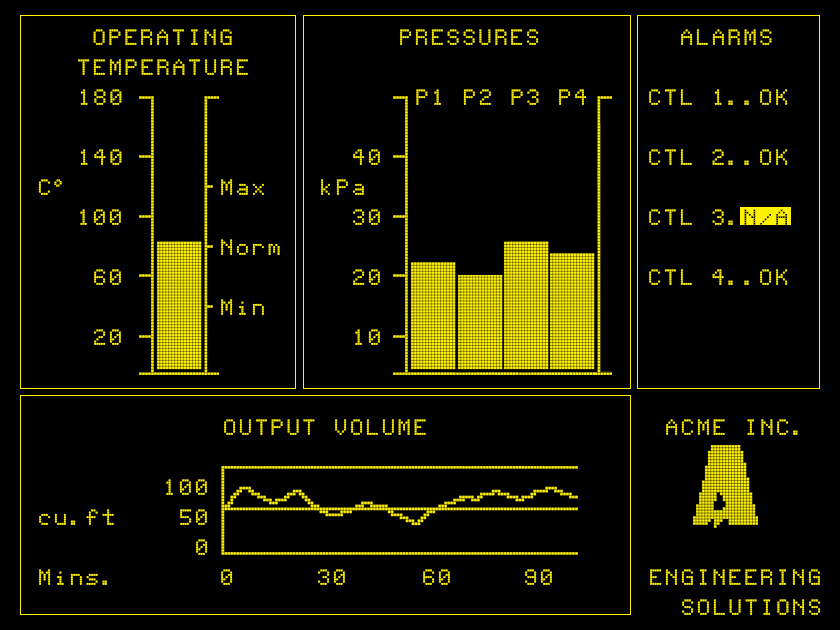 OPERATING
TEMPERATURE
180
140
C°
Max
100
Norm
60
Min
20
PRESSURES
P1 P2 P3 P4
40
kPa
30
20
10
ALARMS
CTL 1..OK
CTL 2..OK
CTL 3.N/A
CTL 4..OK
OUTPUT VOLUME
100
cu.ft 50
0
Mins. 0 30 60 90
ACME INC.
A
ENGINEERING
SOLUTIONS